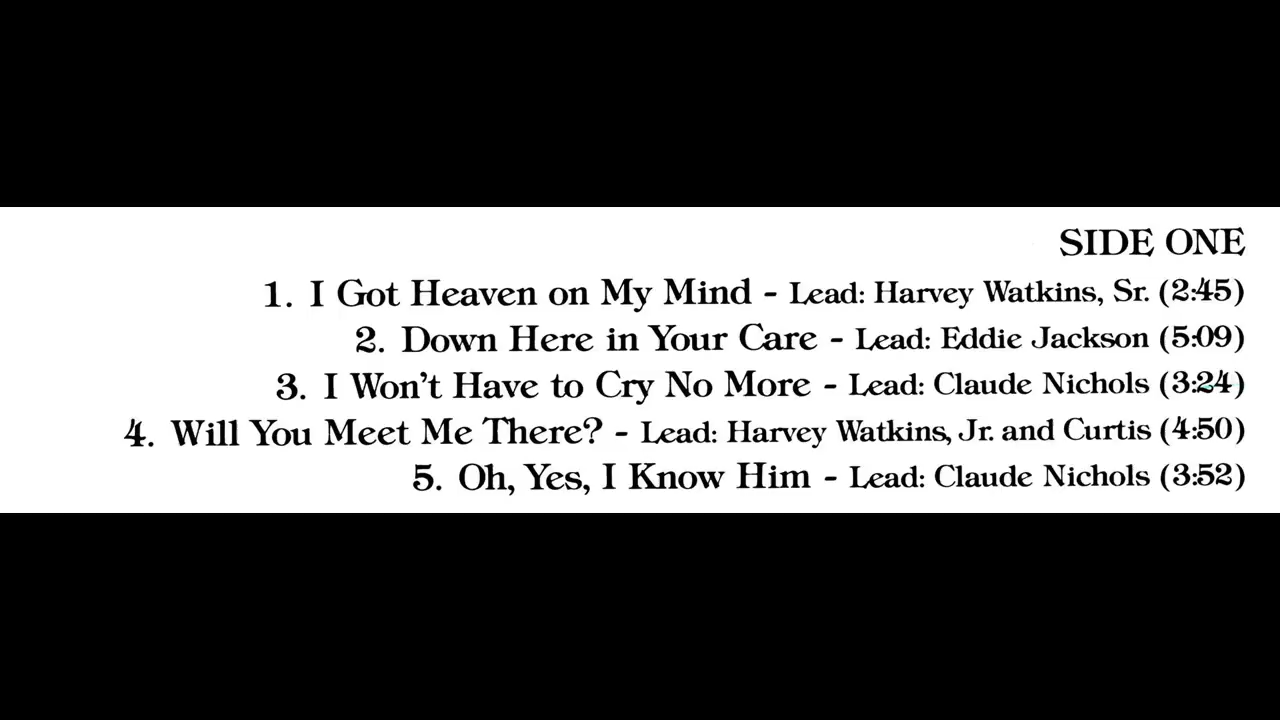 SIDE ONE
1. I Got Heaven on My Mind - Lead: Harvey Watkins, Sr. (2:45)
2. Down Here in Your Care - Lead: Eddie Jackson (5:09)
3. I Won't Have to Cry No More - Lead: Claude Nichols (3:24)
4. Will You Meet Me There? - Lead: Harvey Watkins, Jr. and Curtis (4:50)
5. Oh, Yes, I Know Him - Lead: Claude Nichols (3:52)